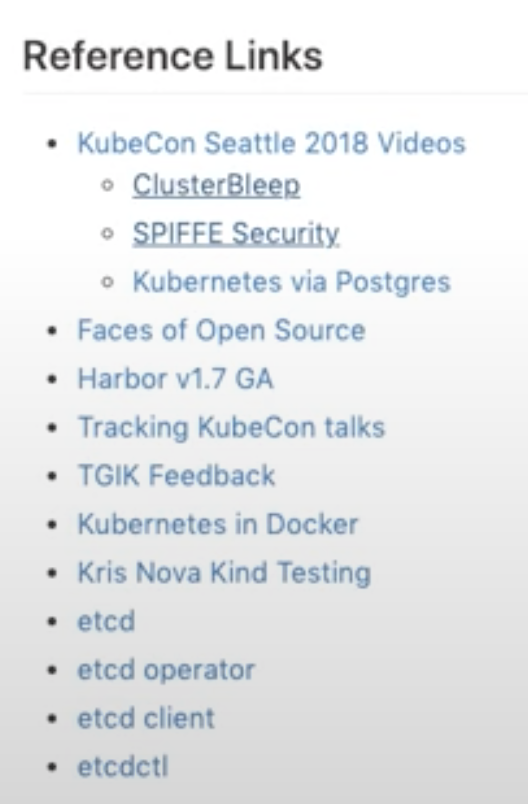 Reference Links
KubeCon Seattle 2018 Videos
ClusterBleep
SPIFFE Security
Kubernetes via Postgres
Faces of Open Source
Harbor v1.7 GA
Tracking KubeCon talks
TGIK Feedback
Kubernetes in Docker
Kris Nova Kind Testing
etcd
etcd operator
etcd client
etcdctl